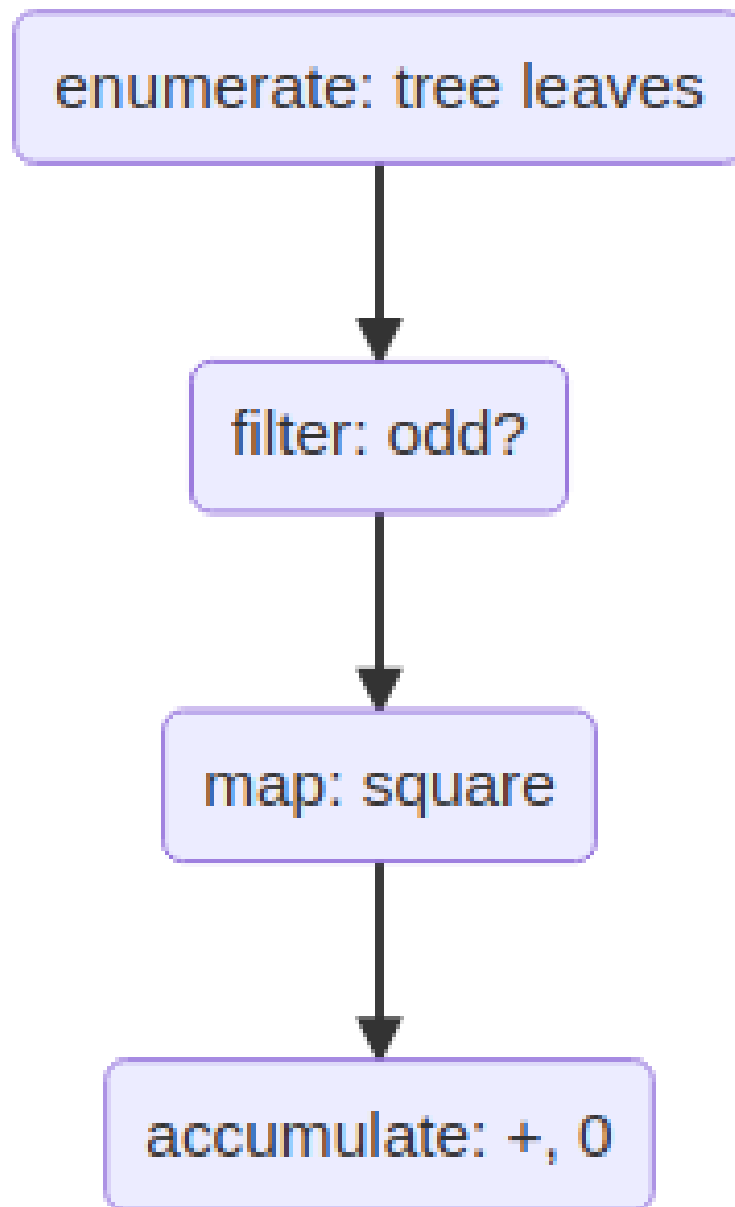 enumerate: tree leaves
filter: odd?
map: square
accumulate: +, 0